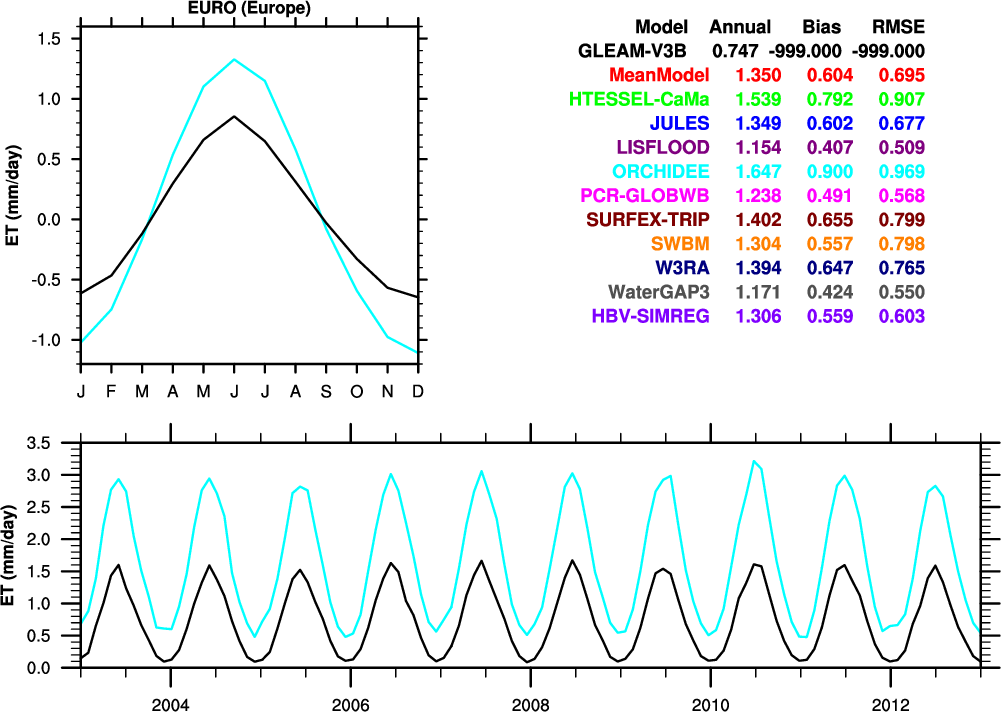 EURO (Europe)
ET (mm/day)
1.5
1.0
0.5
0.0
-0.5
-1.0
J F M A M J J A S O N D
Model Annual Bias RMSE
GLEAM-V3B 0.747 -999.000 -999.000
MeanModel 1.350 0.604 0.695
HTESSEL-CaMa 1.539 0.792 0.907
JULES 1.349 0.602 0.677
LISFLOOD 1.154 0.407 0.509
ORCHIDEE 1.647 0.900 0.969
PCR-GLOBWB 1.238 0.491 0.568
SURFEX-TRIP 1.402 0.655 0.799
SWBM 1.304 0.557 0.798
W3RA 1.394 0.647 0.765
WaterGAP3 1.171 0.424 0.550
HBV-SIMREG 1.306 0.559 0.603
ET (mm/day)
3.5
3.0
2.5
2.0
1.5
1.0
0.5
0.0
2004 2006 2008 2010 2012